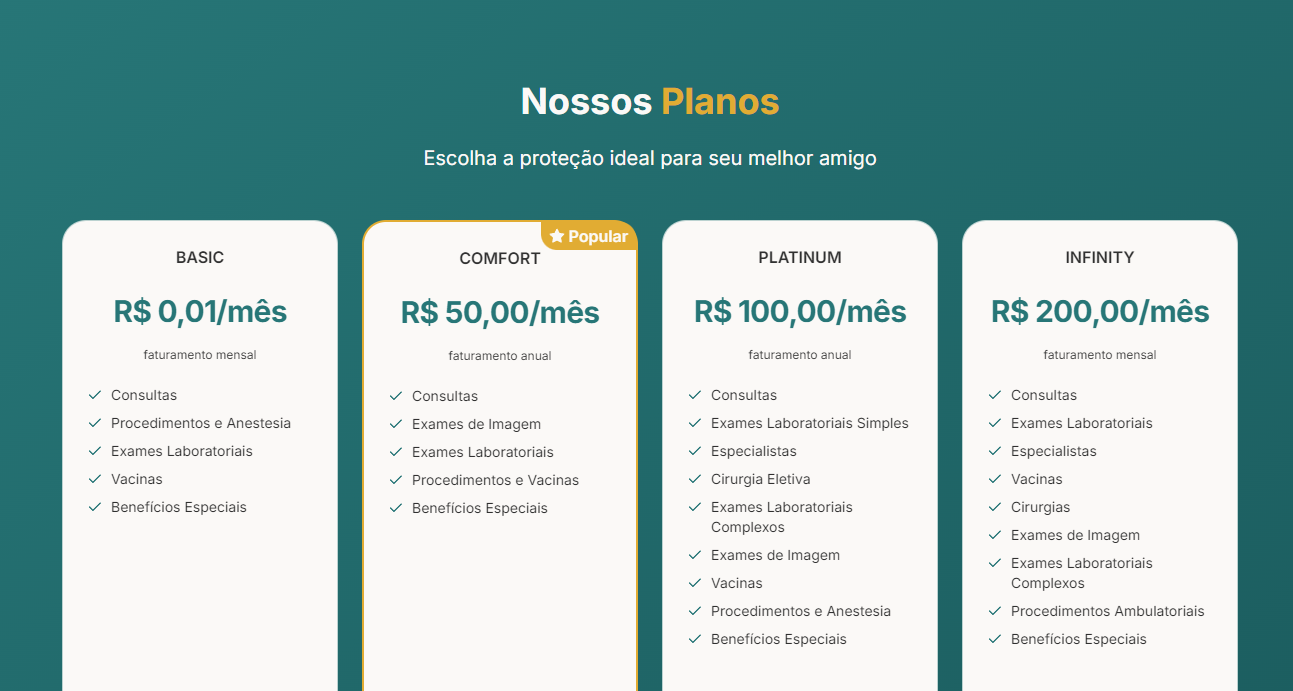 Nossos Planos
Escolha a proteção ideal para seu melhor amigo
BASIC
R$ 0,01/mês
faturamento mensal
Consultas
Procedimentos e Anestesia
Exames Laboratoriais
Vacinas
Benefícios Especiais
Popular
COMFORT
R$ 50,00/mês
faturamento anual
Consultas
Exames de Imagem
Exames Laboratoriais
Procedimentos e Vacinas
Benefícios Especiais
PLATINUM
R$ 100,00/mês
faturamento anual
Consultas
Exames Laboratoriais Simples
Especialistas
Cirurgia Eletiva
Exames Laboratoriais
Complexos
Exames de Imagem
Vacinas
Procedimentos e Anestesia
Benefícios Especiais
INFINITY
R$ 200,00/mês
faturamento mensal
Consultas
Exames Laboratoriais
Especialistas
Vacinas
Cirurgias
Exames de Imagem
Exames Laboratoriais
Complexos
Procedimentos Ambulatoriais
Benefícios Especiais